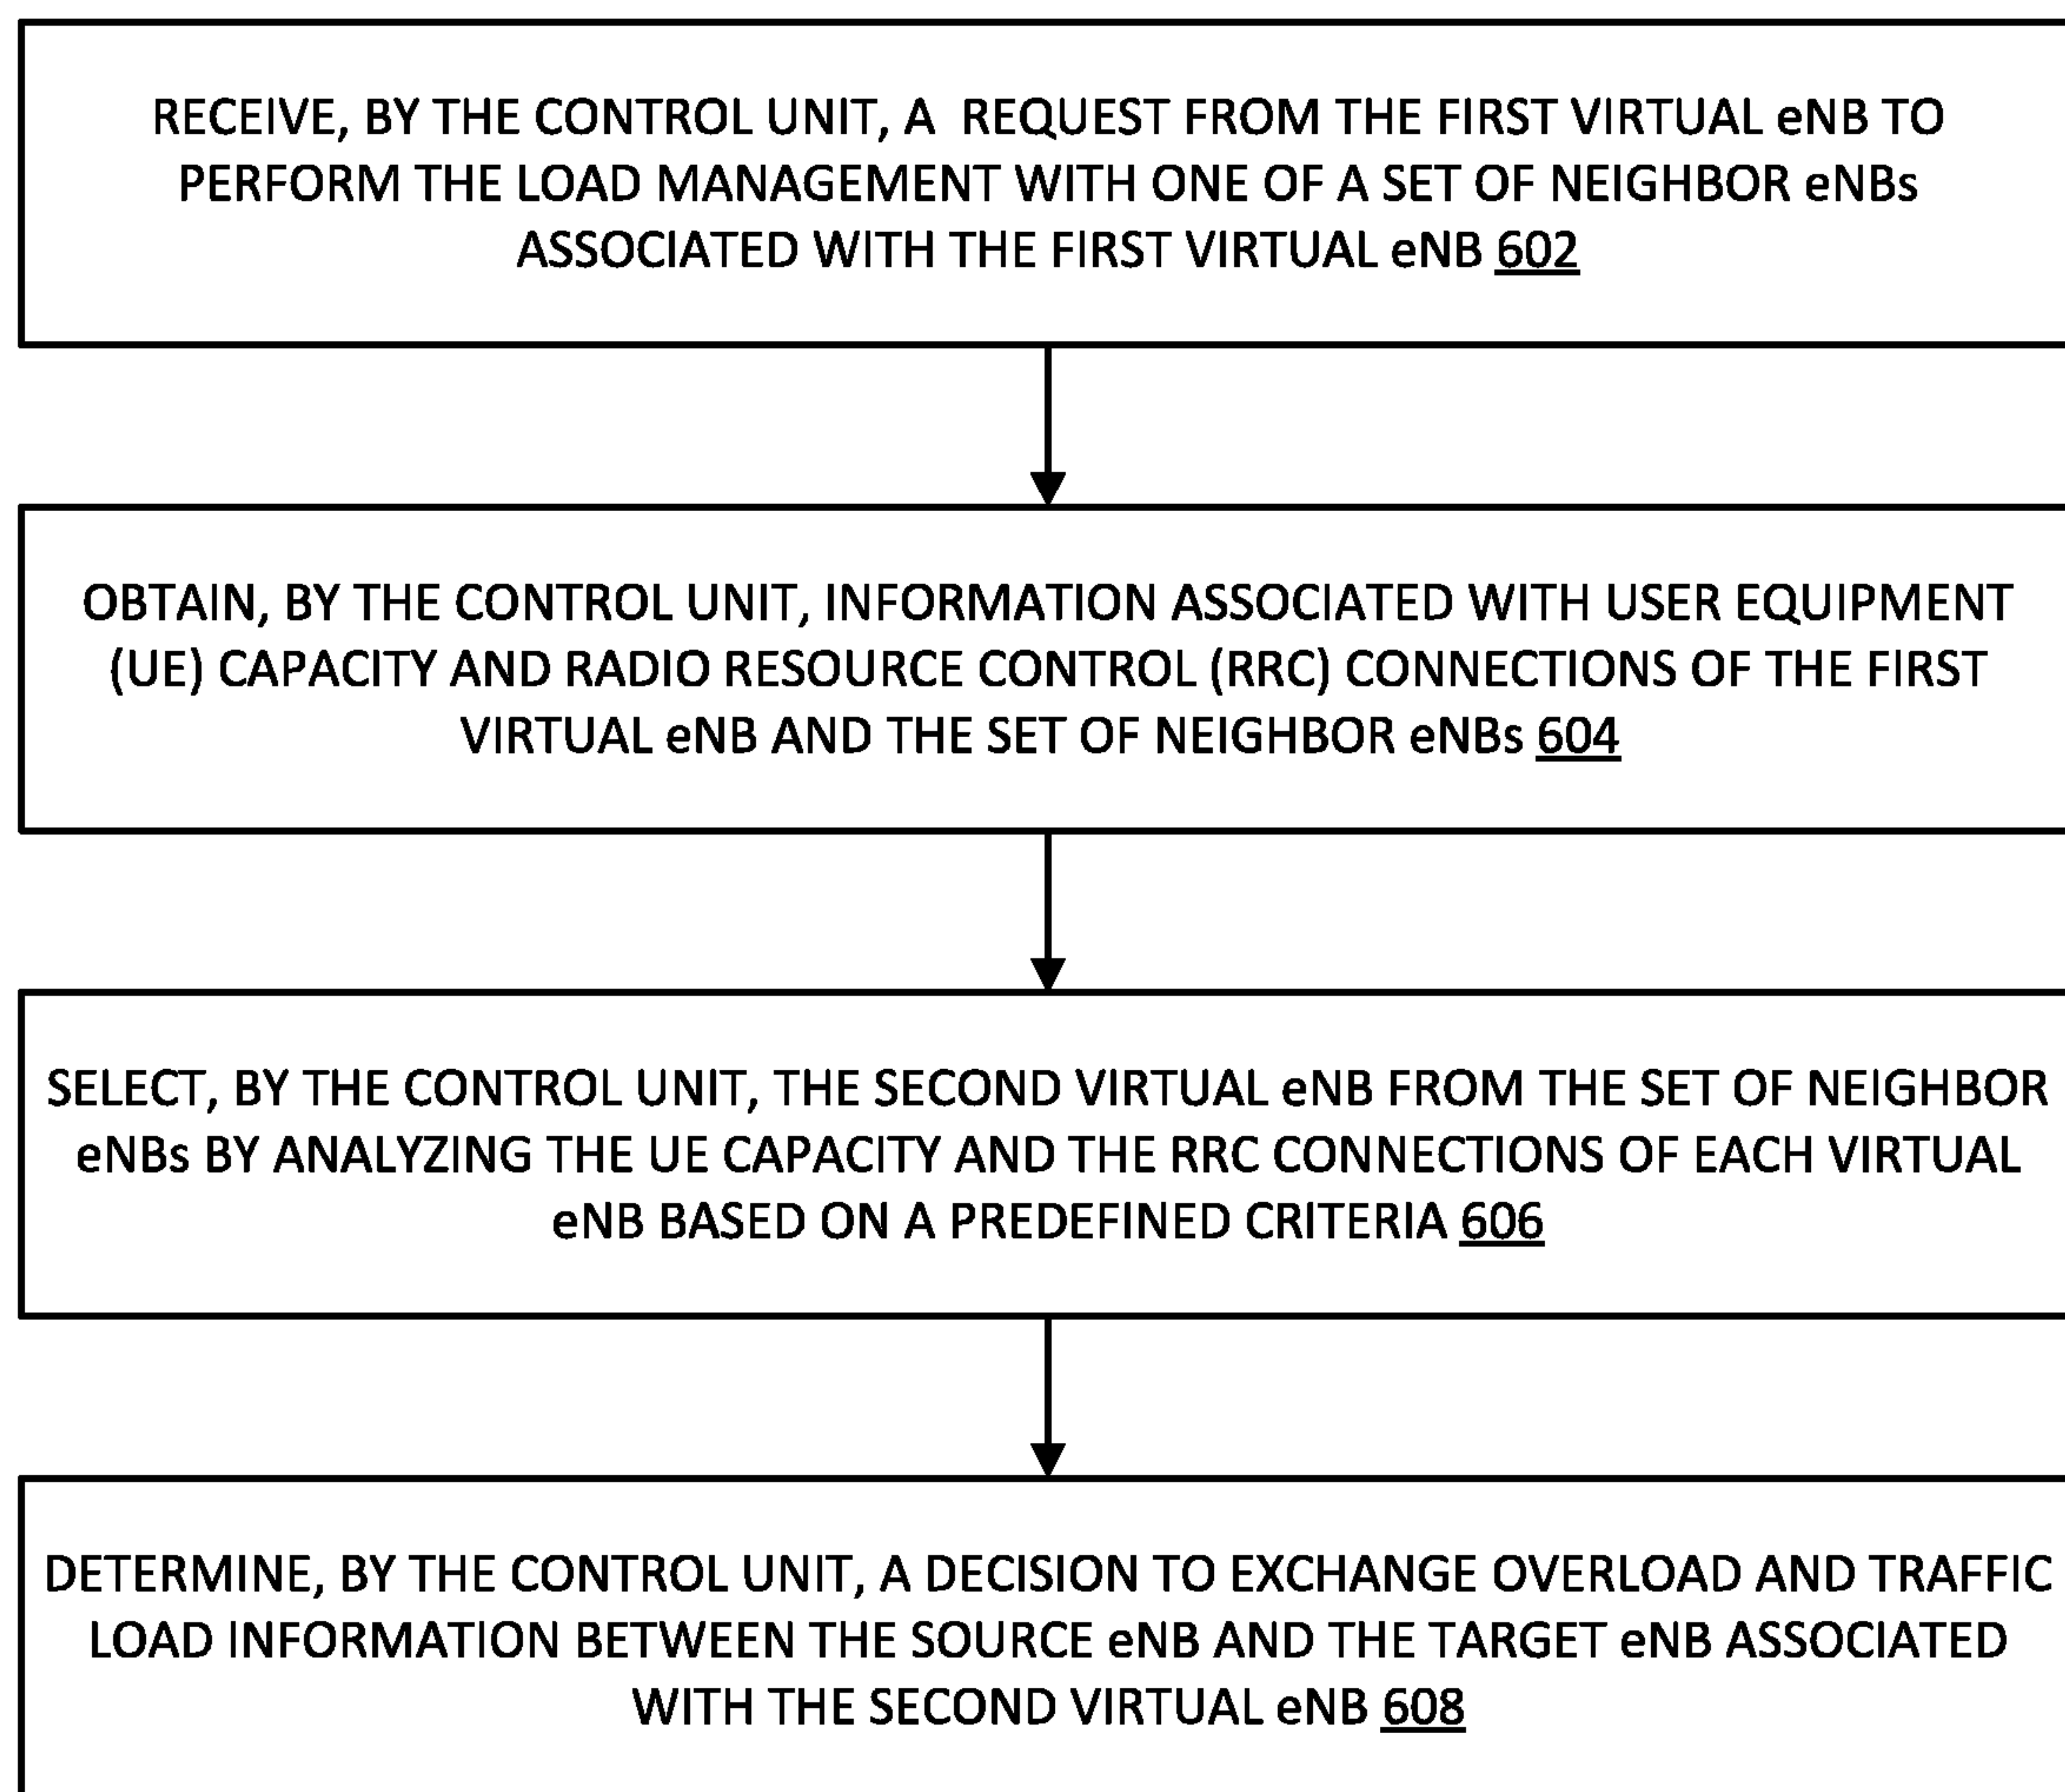 RECEIVE, BY THE CONTROL UNIT, A REQUEST FROM THE FIRST VIRTUAL eNB TO
PERFORM THE LOAD MANAGEMENT WITH ONE OF A SET OF NEIGHBOR eNBs
ASSOCIATED WITH THE FIRST VIRTUAL eNB 602
OBTAIN, BY THE CONTROL UNIT, INFORMATION ASSOCIATED WITH USER EQUIPMENT
(UE) CAPACITY AND RADIO RESOURCE CONTROL (RRC) CONNECTIONS OF THE FIRST
VIRTUAL eNB AND THE SET OF NEIGHBOR eNBs 604
SELECT, BY THE CONTROL UNIT, THE SECOND VIRTUAL eNB FROM THE SET OF NEIGHBOR
eNBs BY ANALYZING THE UE CAPACITY AND THE RRC CONNECTIONS OF EACH VIRTUAL
eNB BASED ON A PREDEFINED CRITERIA 606
DETERMINE, BY THE CONTROL UNIT, A DECISION TO EXCHANGE OVERLOAD AND TRAFFIC
LOAD INFORMATION BETWEEN THE SOURCE eNB AND THE TARGET eNB ASSOCIATED
WITH THE SECOND VIRTUAL eNB 608